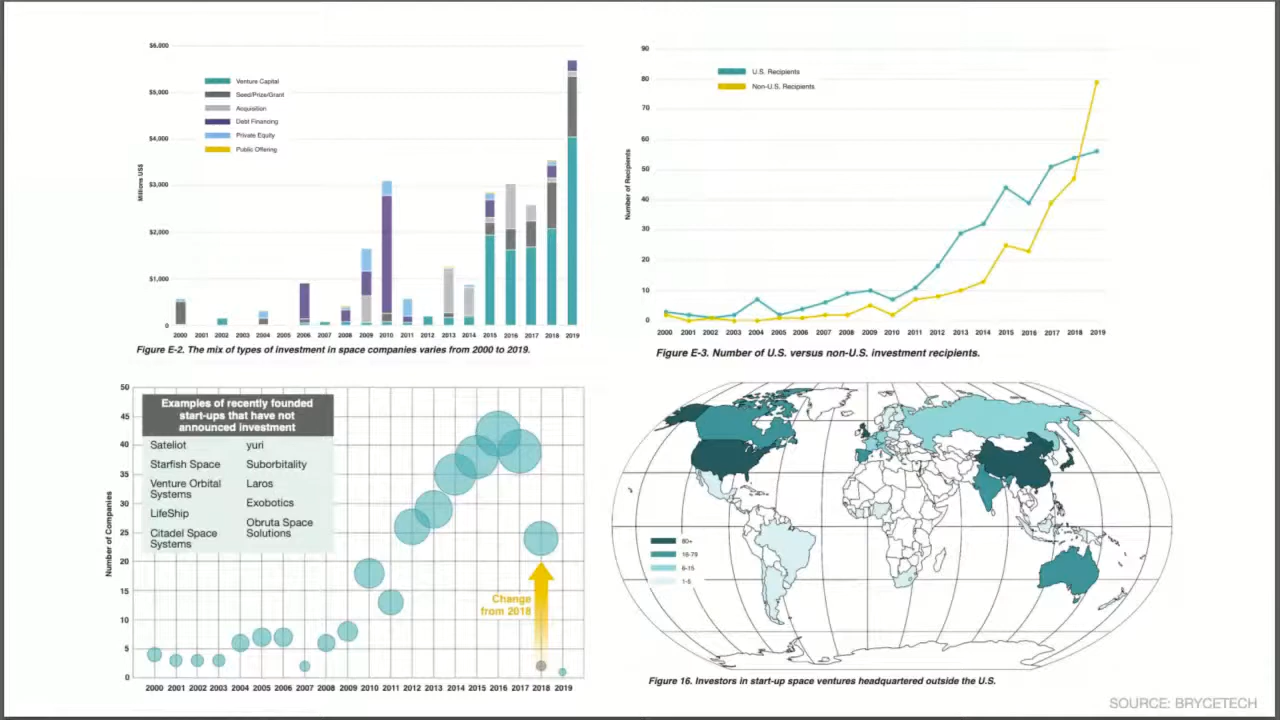 $6,000
$5,000
$4,000
$3,000
$2,000
$1,000
0
Millions US$
Venture Capital
Seed/Prize/Grant
Acquisition
Debt Financing
Private Equity
Public Offering
2000 2001 2002 2003 2004 2005 2006 2007 2008 2009 2010 2011 2012 2013 2014 2015 2016 2017 2018 2019
Figure E-2. The mix of types of investment in space companies varies from 2000 to 2019.
90
80
70
60
50
40
30
20
10
0
Number of Recipients
U.S. Recipients
Non-U.S. Recipients
2000 2001 2002 2003 2004 2005 2006 2007 2008 2009 2010 2011 2012 2013 2014 2015 2016 2017 2018 2019
Figure E-3. Number of U.S. versus non-U.S. investment recipients.
50
45
40
35
30
25
20
15
10
5
0
Number of Companies
Examples of recently founded
start-ups that have not
announced investment
Sateliot
Starfish Space
Venture Orbital
Systems
LifeShip
Citadel Space
Systems
yuri
Suborbitality
Laros
Exobotics
Obruta Space
Solutions
Change
from 2018
2000 2001 2002 2003 2004 2005 2006 2007 2008 2009 2010 2011 2012 2013 2014 2015 2016 2017 2018 2019
80+
16-79
6-15
1-5
Figure 16. Investors in start-up space ventures headquartered outside the U.S.
SOURCE: BRYCETECH